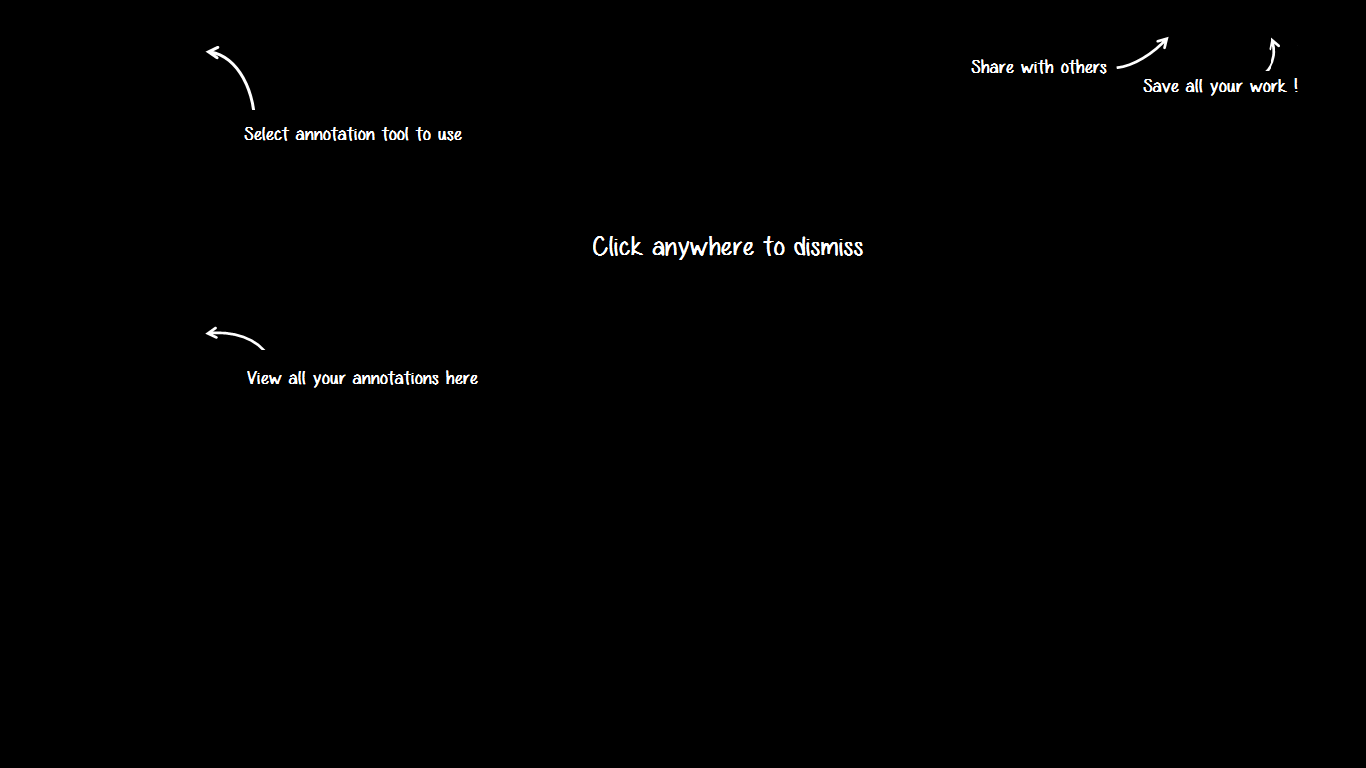 Share with others
Save all your work !
Select annotation tool to use
Click anywhere to dismiss
View all your annotations here